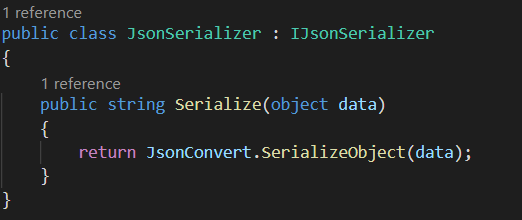 1 reference
public class JsonSerializer : IJsonSerializer
{
1 reference
public string Serialize(object data)
{
return JsonConvert.SerializeObject(data);
}
}